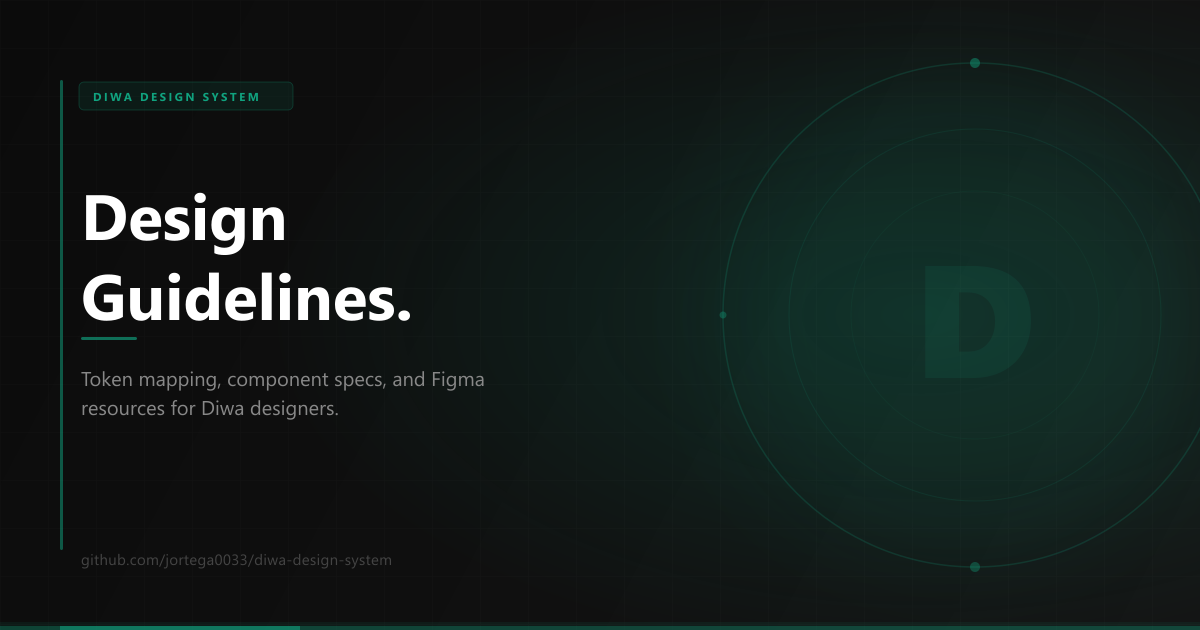 DIWA DESIGN SYSTEM
Design
Guidelines.
Token mapping, component specs, and Figma
resources for Diwa designers.
D
github.com/jortega0033/diwa-design-system